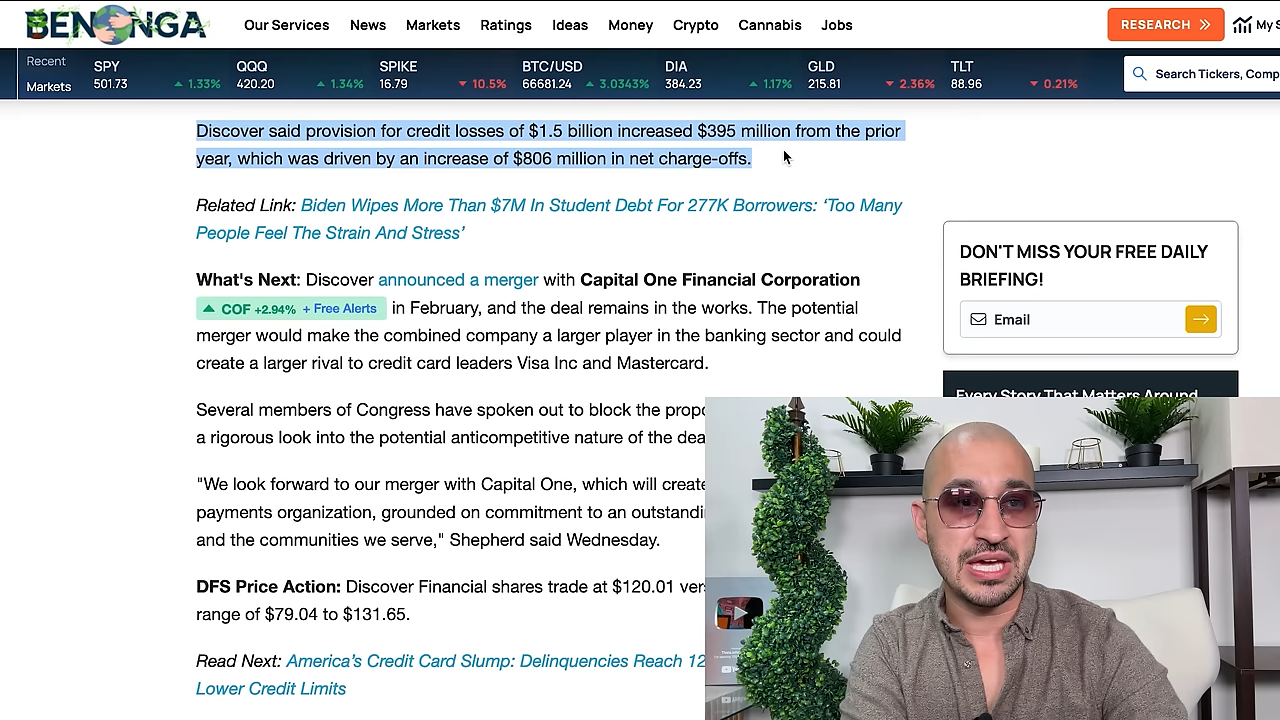 BENZINGA
Our Services News Markets Ratings Ideas Money Crypto Cannabis Jobs
RESEARCH
My S
Recent
Markets
SPY
501.73 1.33%
QQQ
420.20 1.34%
SPIKE
16.79 10.5%
BTC/USD
66681.24 3.0343%
DIA
384.23 1.17%
GLD
215.81 2.36%
TLT
88.96 0.21%
Search Tickers, Comp
Discover said provision for credit losses of $1.5 billion increased $395 million from the prior
year, which was driven by an increase of $806 million in net charge-offs.
Related Link: Biden Wipes More Than $7M In Student Debt For 277K Borrowers: ‘Too Many
People Feel The Strain And Stress’
What's Next: Discover announced a merger with Capital One Financial Corporation
COF +2.94% + Free Alerts in February, and the deal remains in the works. The potential
merger would make the combined company a larger player in the banking sector and could
create a larger rival to credit card leaders Visa Inc and Mastercard.
Several members of Congress have spoken out to block the propo
a rigorous look into the potential anticompetitive nature of the dea
"We look forward to our merger with Capital One, which will create
payments organization, grounded on commitment to an outstandi
and the communities we serve," Shepherd said Wednesday.
DFS Price Action: Discover Financial shares trade at $120.01 vers
range of $79.04 to $131.65.
Read Next: America’s Credit Card Slump: Delinquencies Reach 12
Lower Credit Limits
DON'T MISS YOUR FREE DAILY
BRIEFING!
Email
Every Story That Matters Around